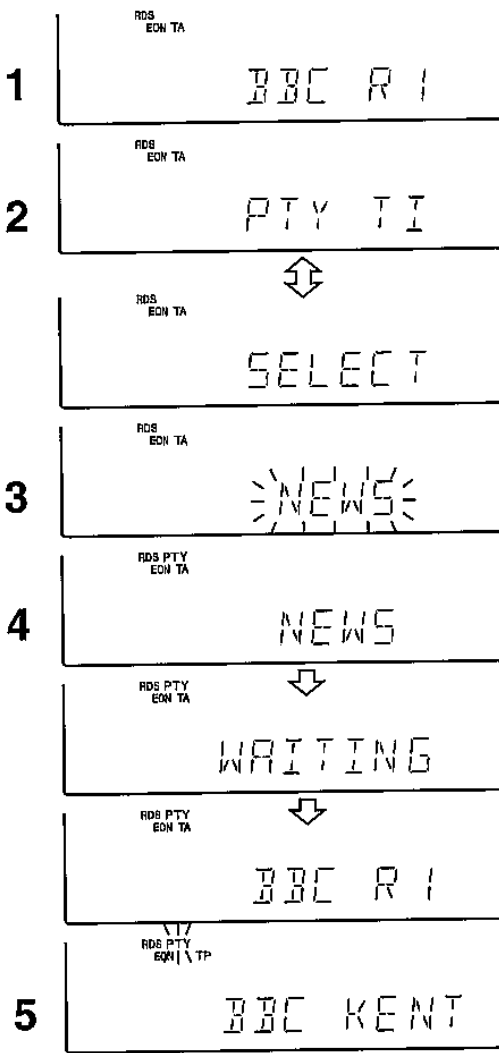 RDS
EON TA
1
BBC R 1
RDS
EON TA
2
PTY TI
RDS
EON TA
SELECT
RDS
EON TA
3
NEWS
RDS PTY
EON TA
4
NEWS
RDS PTY
EON TA
WAITING
RDS PTY
EON TA
BBC R 1
RDS PTY
EON TP
5
BBC KENT